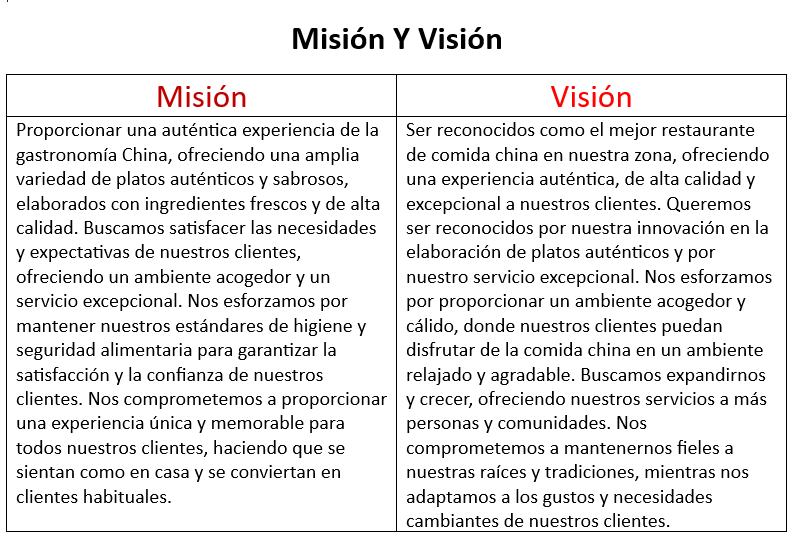 Misión Y Visión
Misión
Proporcionar una auténtica experiencia de la
gastronomía China, ofreciendo una amplia
variedad de platos auténticos y sabrosos,
elaborados con ingredientes frescos y de alta
calidad. Buscamos satisfacer las necesidades
y expectativas de nuestros clientes,
ofreciendo un ambiente acogedor y un
servicio excepcional. Nos esforzamos por
mantener nuestros estándares de higiene y
seguridad alimentaria para garantizar la
satisfacción y la confianza de nuestros
clientes. Nos comprometemos a proporcionar
una experiencia única y memorable para
todos nuestros clientes, haciendo que se
sientan como en casa y se conviertan en
clientes habituales.
Visión
Ser reconocidos como el mejor restaurante
de comida china en nuestra zona, ofreciendo
una experiencia auténtica, de alta calidad y
excepcional a nuestros clientes. Queremos
ser reconocidos por nuestra innovación en la
elaboración de platos auténticos y por
nuestro servicio excepcional. Nos esforzamos
por proporcionar un ambiente acogedor y
cálido, donde nuestros clientes puedan
disfrutar de la comida china en un ambiente
relajado y agradable. Buscamos expandirnos
y crecer, ofreciendo nuestros servicios a más
personas y comunidades. Nos
comprometemos a mantenernos fieles a
nuestras raíces y tradiciones, mientras nos
adaptamos a los gustos y necesidades
cambiantes de nuestros clientes.